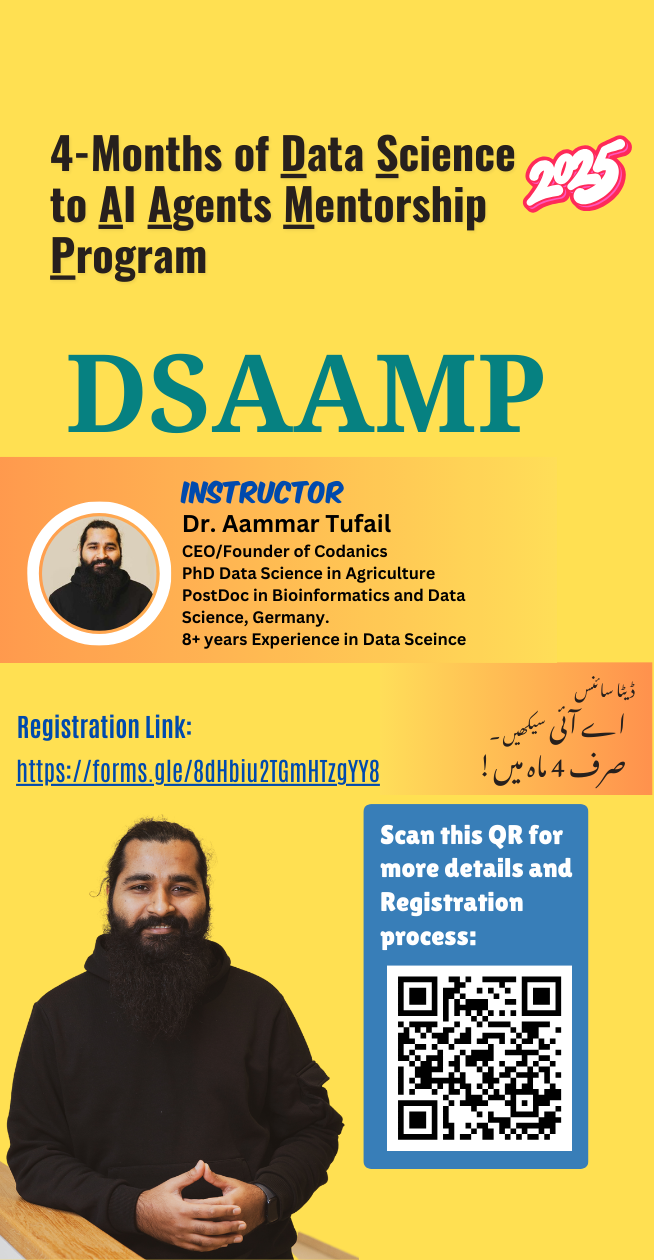 4-Months of Data Science
to AI Agents Mentorship
Program
2025
DSAAMP
INSTRUCTOR
Dr. Aammar Tufail
CEO/Founder of Codanics
PhD Data Science in Agriculture
PostDoc in Bioinformatics and Data
Science, Germany.
8+ years Experience in Data Sceince
Registration Link:
https://forms.gle/8dHbiu2TGmHTzgYY8
ڈیٹا سائنس
اے آئی سیکھیں۔
صرف 4 ماہ میں !
Scan this QR for
more details and
Registration
process: